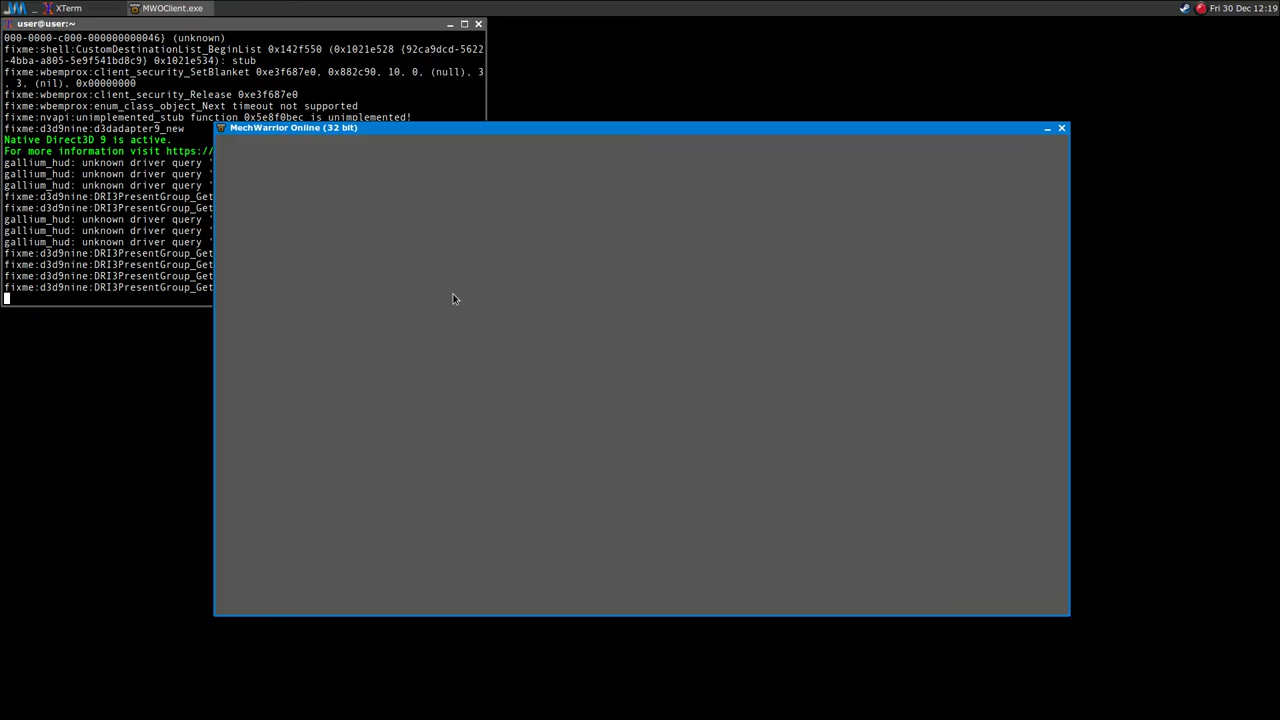 XTerm
MWOClient.exe
Fri 30 Dec 12:19
user@user:~
000-0000-c000-000000000046} (unknown)
fixme:shell:CustomDestinationList_BeginList 0x142f550 (0x1021e528 {92ca9dcd-5622
-4bba-a805-5e9f541bd8c9} 0x1021e534): stub
fixme:wbemprox:client_security_SetBlanket 0xe3f687e0, 0x882c90, 10, 0, (null), 3
, 3, (nil), 0x00000000
fixme:wbemprox:client_security_Release 0xe3f687e0
fixme:wbemprox:enum_class_object_Next timeout not supported
fixme:nvapi:unimplemented_stub function 0x5e8f0bec is unimplemented!
fixme:d3d9nine:d3dadapter9_new
Native Direct3D 9 is active.
For more information visit https://
gallium_hud: unknown driver query '
gallium_hud: unknown driver query '
gallium_hud: unknown driver query '
fixme:d3d9nine:DRI3PresentGroup_Get
fixme:d3d9nine:DRI3PresentGroup_Get
gallium_hud: unknown driver query '
gallium_hud: unknown driver query '
gallium_hud: unknown driver query '
fixme:d3d9nine:DRI3PresentGroup_Get
fixme:d3d9nine:DRI3PresentGroup_Get
fixme:d3d9nine:DRI3PresentGroup_Get
fixme:d3d9nine:DRI3PresentGroup_Get
MechWarrior Online (32 bit)